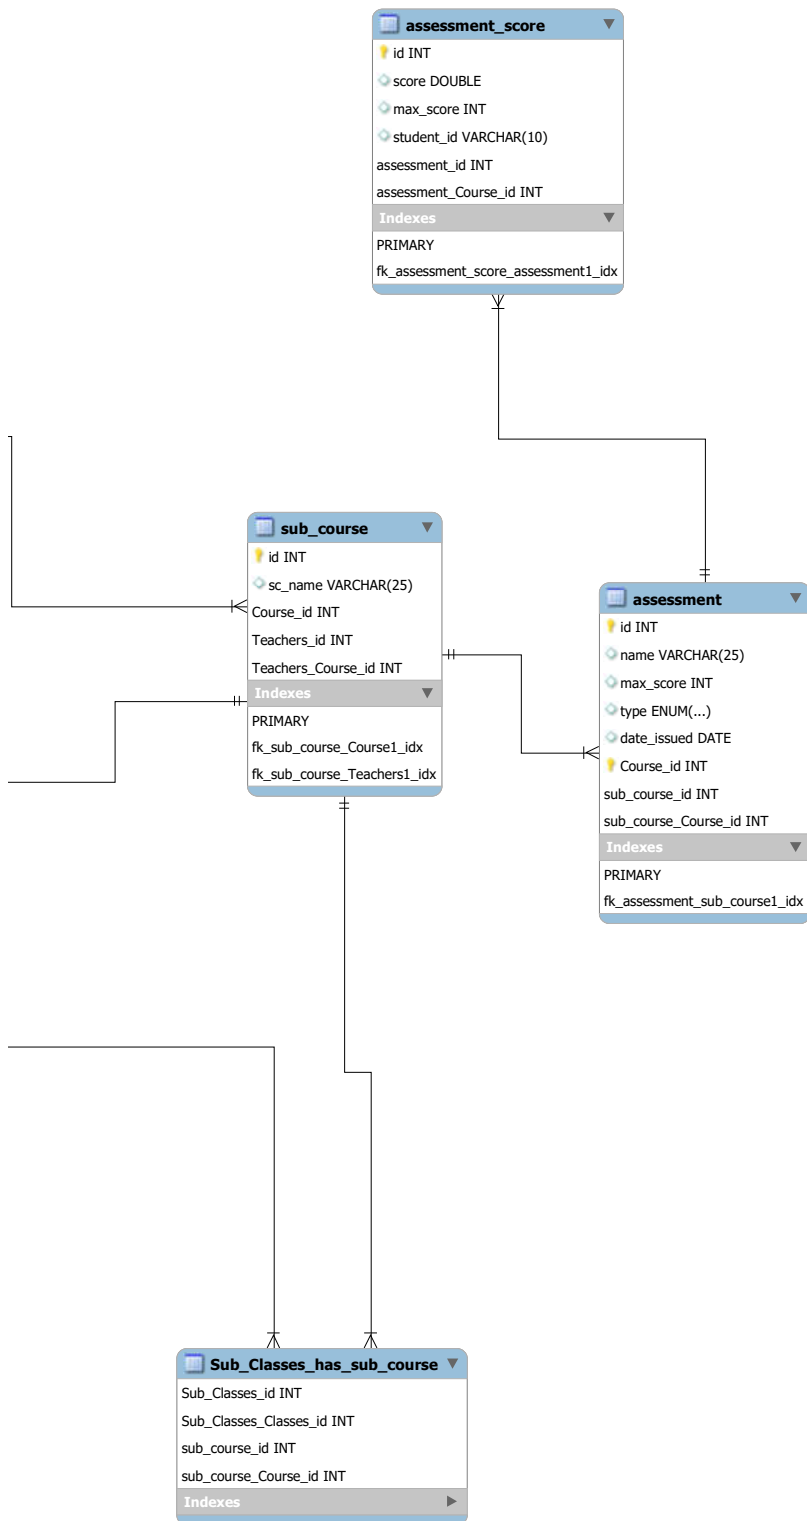 assessment_score
id INT
score DOUBLE
max_score INT
student_id VARCHAR(10)
assessment_id INT
assessment_Course_id INT
Indexes
PRIMARY
fk_assessment_score_assessment1_idx
sub_course
id INT
sc_name VARCHAR(25)
Course_id INT
Teachers_id INT
Teachers_Course_id INT
Indexes
PRIMARY
fk_sub_course_Course1_idx
fk_sub_course_Teachers1_idx
assessment
id INT
name VARCHAR(25)
max_score INT
type ENUM(...)
date_issued DATE
Course_id INT
sub_course_id INT
sub_course_Course_id INT
Indexes
PRIMARY
fk_assessment_sub_course1_idx
Sub_Classes_has_sub_course
Sub_Classes_id INT
Sub_Classes_Classes_id INT
sub_course_id INT
sub_course_Course_id INT
Indexes